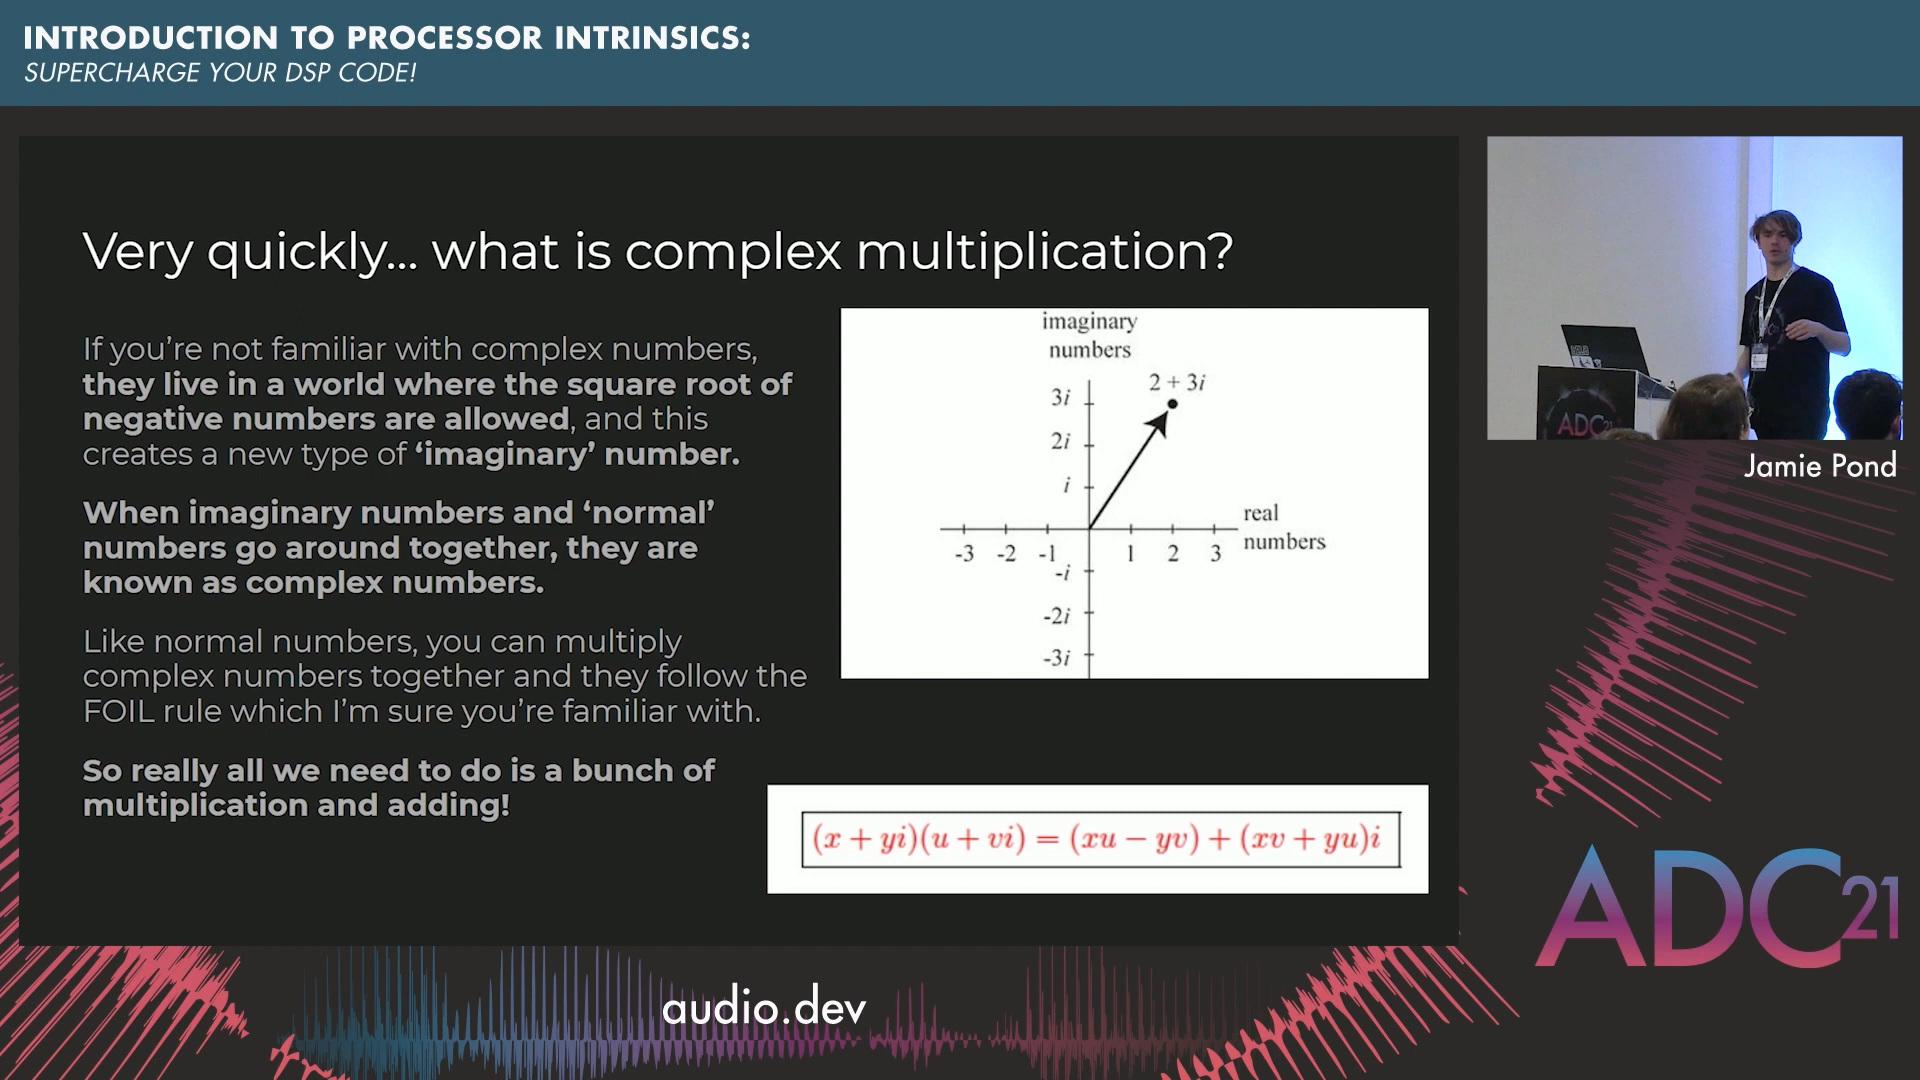 INTRODUCTION TO PROCESSOR INTRINSICS:
SUPERCHARGE YOUR DSP CODE!
Very quickly... what is complex multiplication?
If you’re not familiar with complex numbers,
they live in a world where the square root of
negative numbers are allowed, and this
creates a new type of ‘imaginary’ number.
When imaginary numbers and ‘normal’
numbers go around together, they are
known as complex numbers.
Like normal numbers, you can multiply
complex numbers together and they follow the
FOIL rule which I’m sure you’re familiar with.
So really all we need to do is a bunch of
multiplication and adding!
imaginary
numbers
2 + 3i
3i
2i
i
real
numbers
-3 -2 -1 1 2 3
-i
-2i
-3i
(x + yi)(u + vi) = (xu − yv) + (xv + yu)i
ADC21
Jamie Pond
ADC21
audio.dev